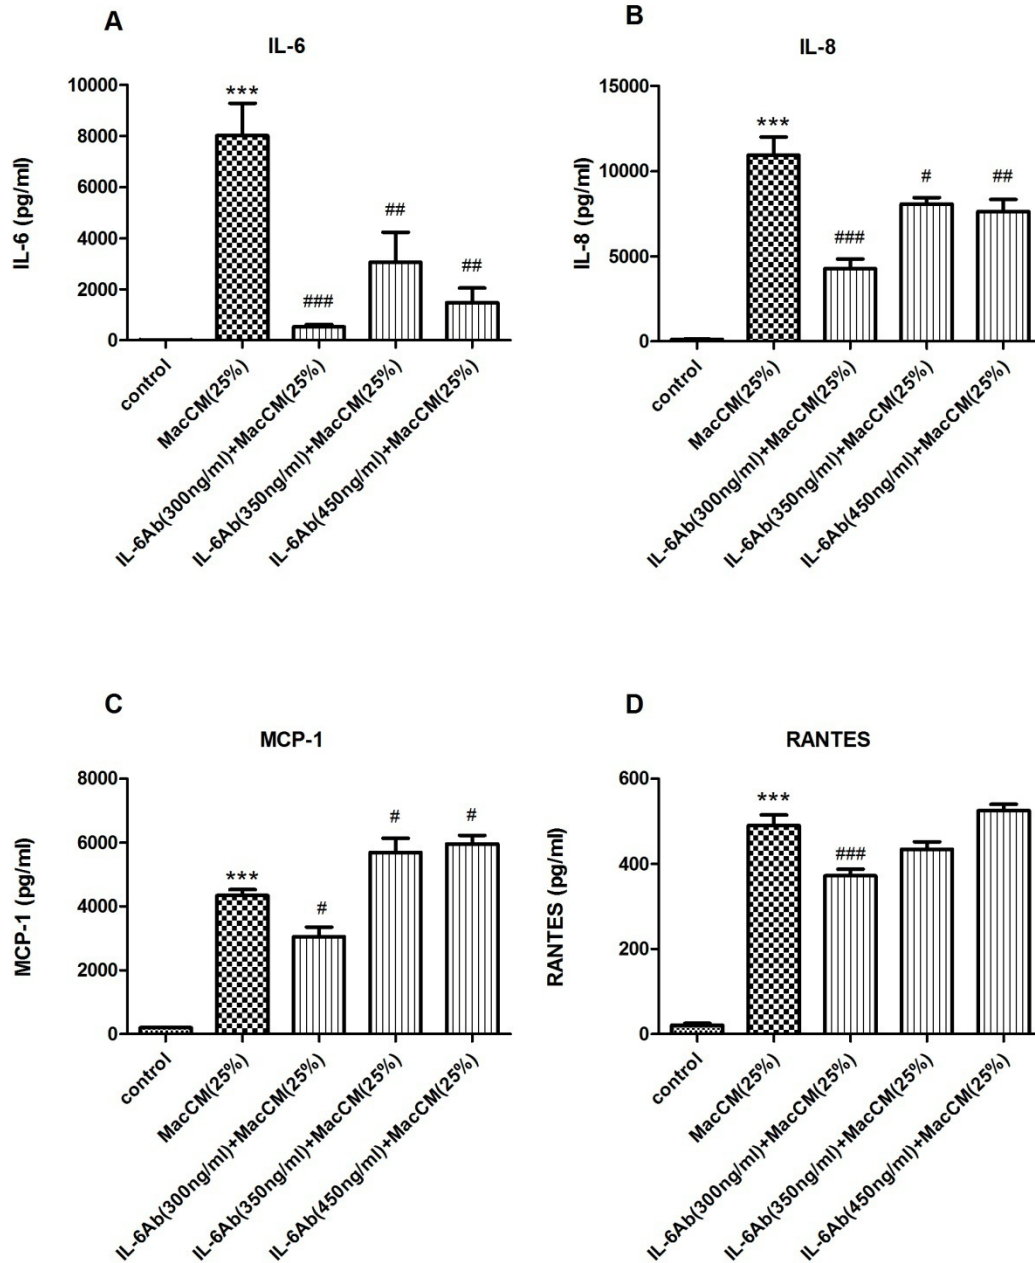 A
IL-6
IL-6 (pg/ml)
10000
8000
6000
4000
2000
0
***
###
##
##
control
MacCM(25%)
IL-6Ab(300ng/ml)+MacCM(25%)
IL-6Ab(350ng/ml)+MacCM(25%)
IL-6Ab(450ng/ml)+MacCM(25%)
B
IL-8
IL-8 (pg/ml)
15000
10000
5000
0
***
###
#
##
control
MacCM(25%)
IL-6Ab(300ng/ml)+MacCM(25%)
IL-6Ab(350ng/ml)+MacCM(25%)
IL-6Ab(450ng/ml)+MacCM(25%)
C
MCP-1
MCP-1 (pg/ml)
8000
6000
4000
2000
0
***
#
#
#
control
MacCM(25%)
IL-6Ab(300ng/ml)+MacCM(25%)
IL-6Ab(350ng/ml)+MacCM(25%)
IL-6Ab(450ng/ml)+MacCM(25%)
D
RANTES
RANTES (pg/ml)
600
400
200
0
***
###
control
MacCM(25%)
IL-6Ab(300ng/ml)+MacCM(25%)
IL-6Ab(350ng/ml)+MacCM(25%)
IL-6Ab(450ng/ml)+MacCM(25%)